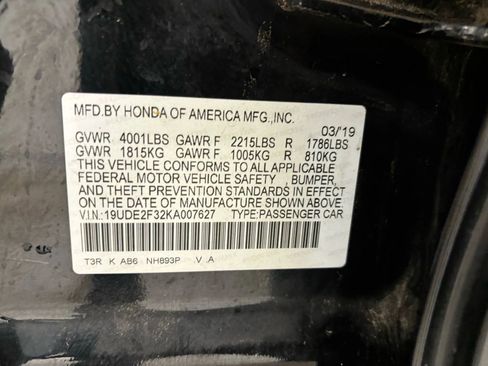 MFD.BY HONDA OF AMERICA MFG.,INC.
03/'19
GVWR 4001LBS GAWR F 2215LBS R 1786LBS
GVWR 1815KG GAWR F 1005KG R 810KG
THIS VEHICLE CONFORMS TO ALL APPLICABLE
FEDERAL MOTOR VEHICLE SAFETY , BUMPER,
AND THEFT PREVENTION STANDARDS IN EFFECT
ON THE DATE OF MANUFACTURE SHOWN ABOVE.
V.I.N.:19UDE2F32KA007627 TYPE:PASSENGER CAR
T3R K AB6 NH893P .V .A